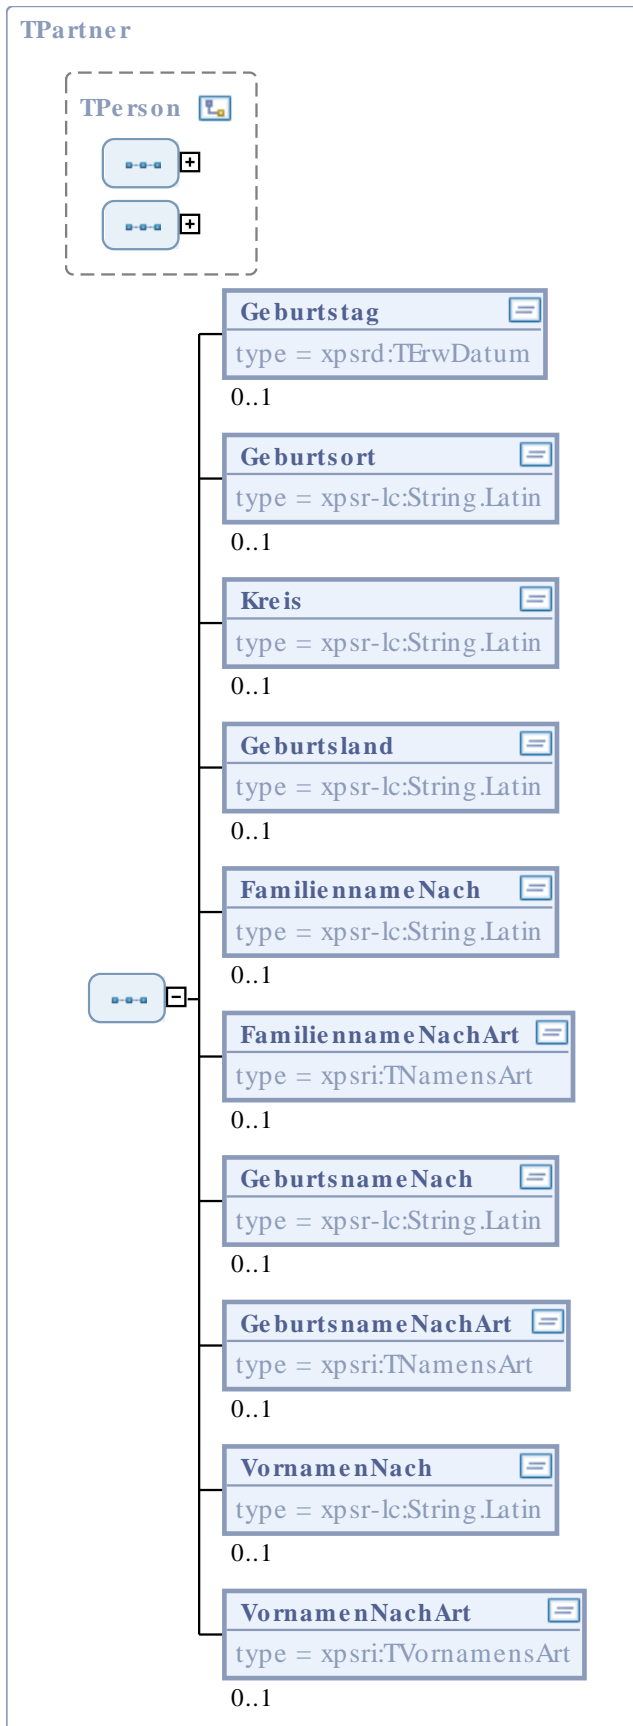 TPartner
TPerson
Geburtstag
type = xpsrd:TErwDatum
0..1
Geburtsort
type = xpsr-lc:String.Latin
0..1
Kreis
type = xpsr-lc:String.Latin
0..1
Geburtsland
type = xpsr-lc:String.Latin
0..1
FamiliennameNach
type = xpsr-lc:String.Latin
0..1
FamiliennameNachArt
type = xpsri:TNamensArt
0..1
GeburtsnameNach
type = xpsr-lc:String.Latin
0..1
GeburtsnameNachArt
type = xpsri:TNamensArt
0..1
VornamenNach
type = xpsr-lc:String.Latin
0..1
VornamenNachArt
type = xpsri:TVornamensArt
0..1